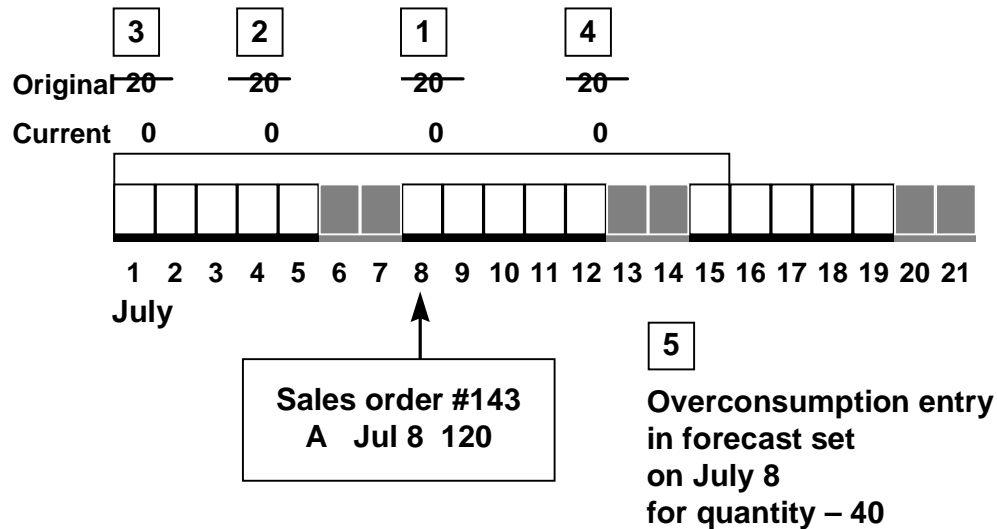 3 2 1 4
Original 20 20 20 20
Current 0 0 0 0
1 2 3 4 5 6 7 8 9 10 11 12 13 14 15 16 17 18 19 20 21
July
5
Sales order #143
A Jul 8 120
Overconsumption entry
in forecast set
on July 8
for quantity – 40